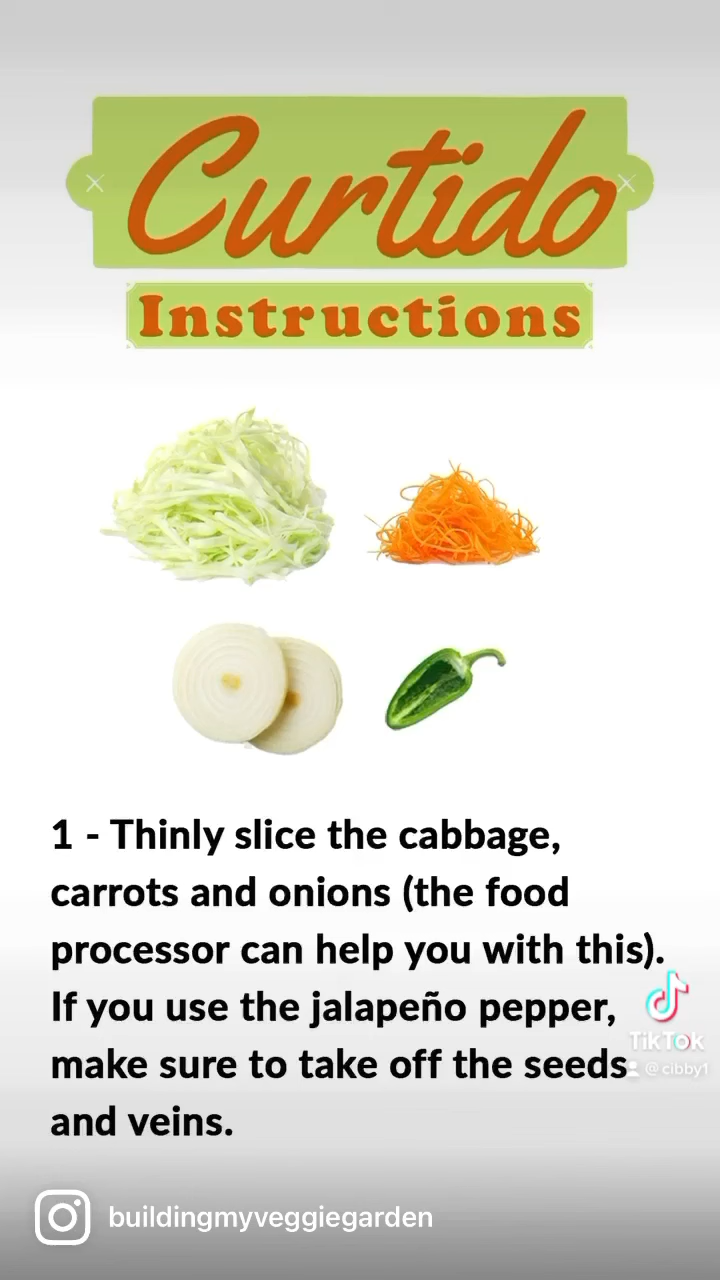 Curtido
Instructions
1 - Thinly slice the cabbage,
carrots and onions (the food
processor can help you with this).
If you use the jalapeño pepper,
make sure to take off the seeds
and veins.
TikTok
@cibby1
buildingmyveggiegarden